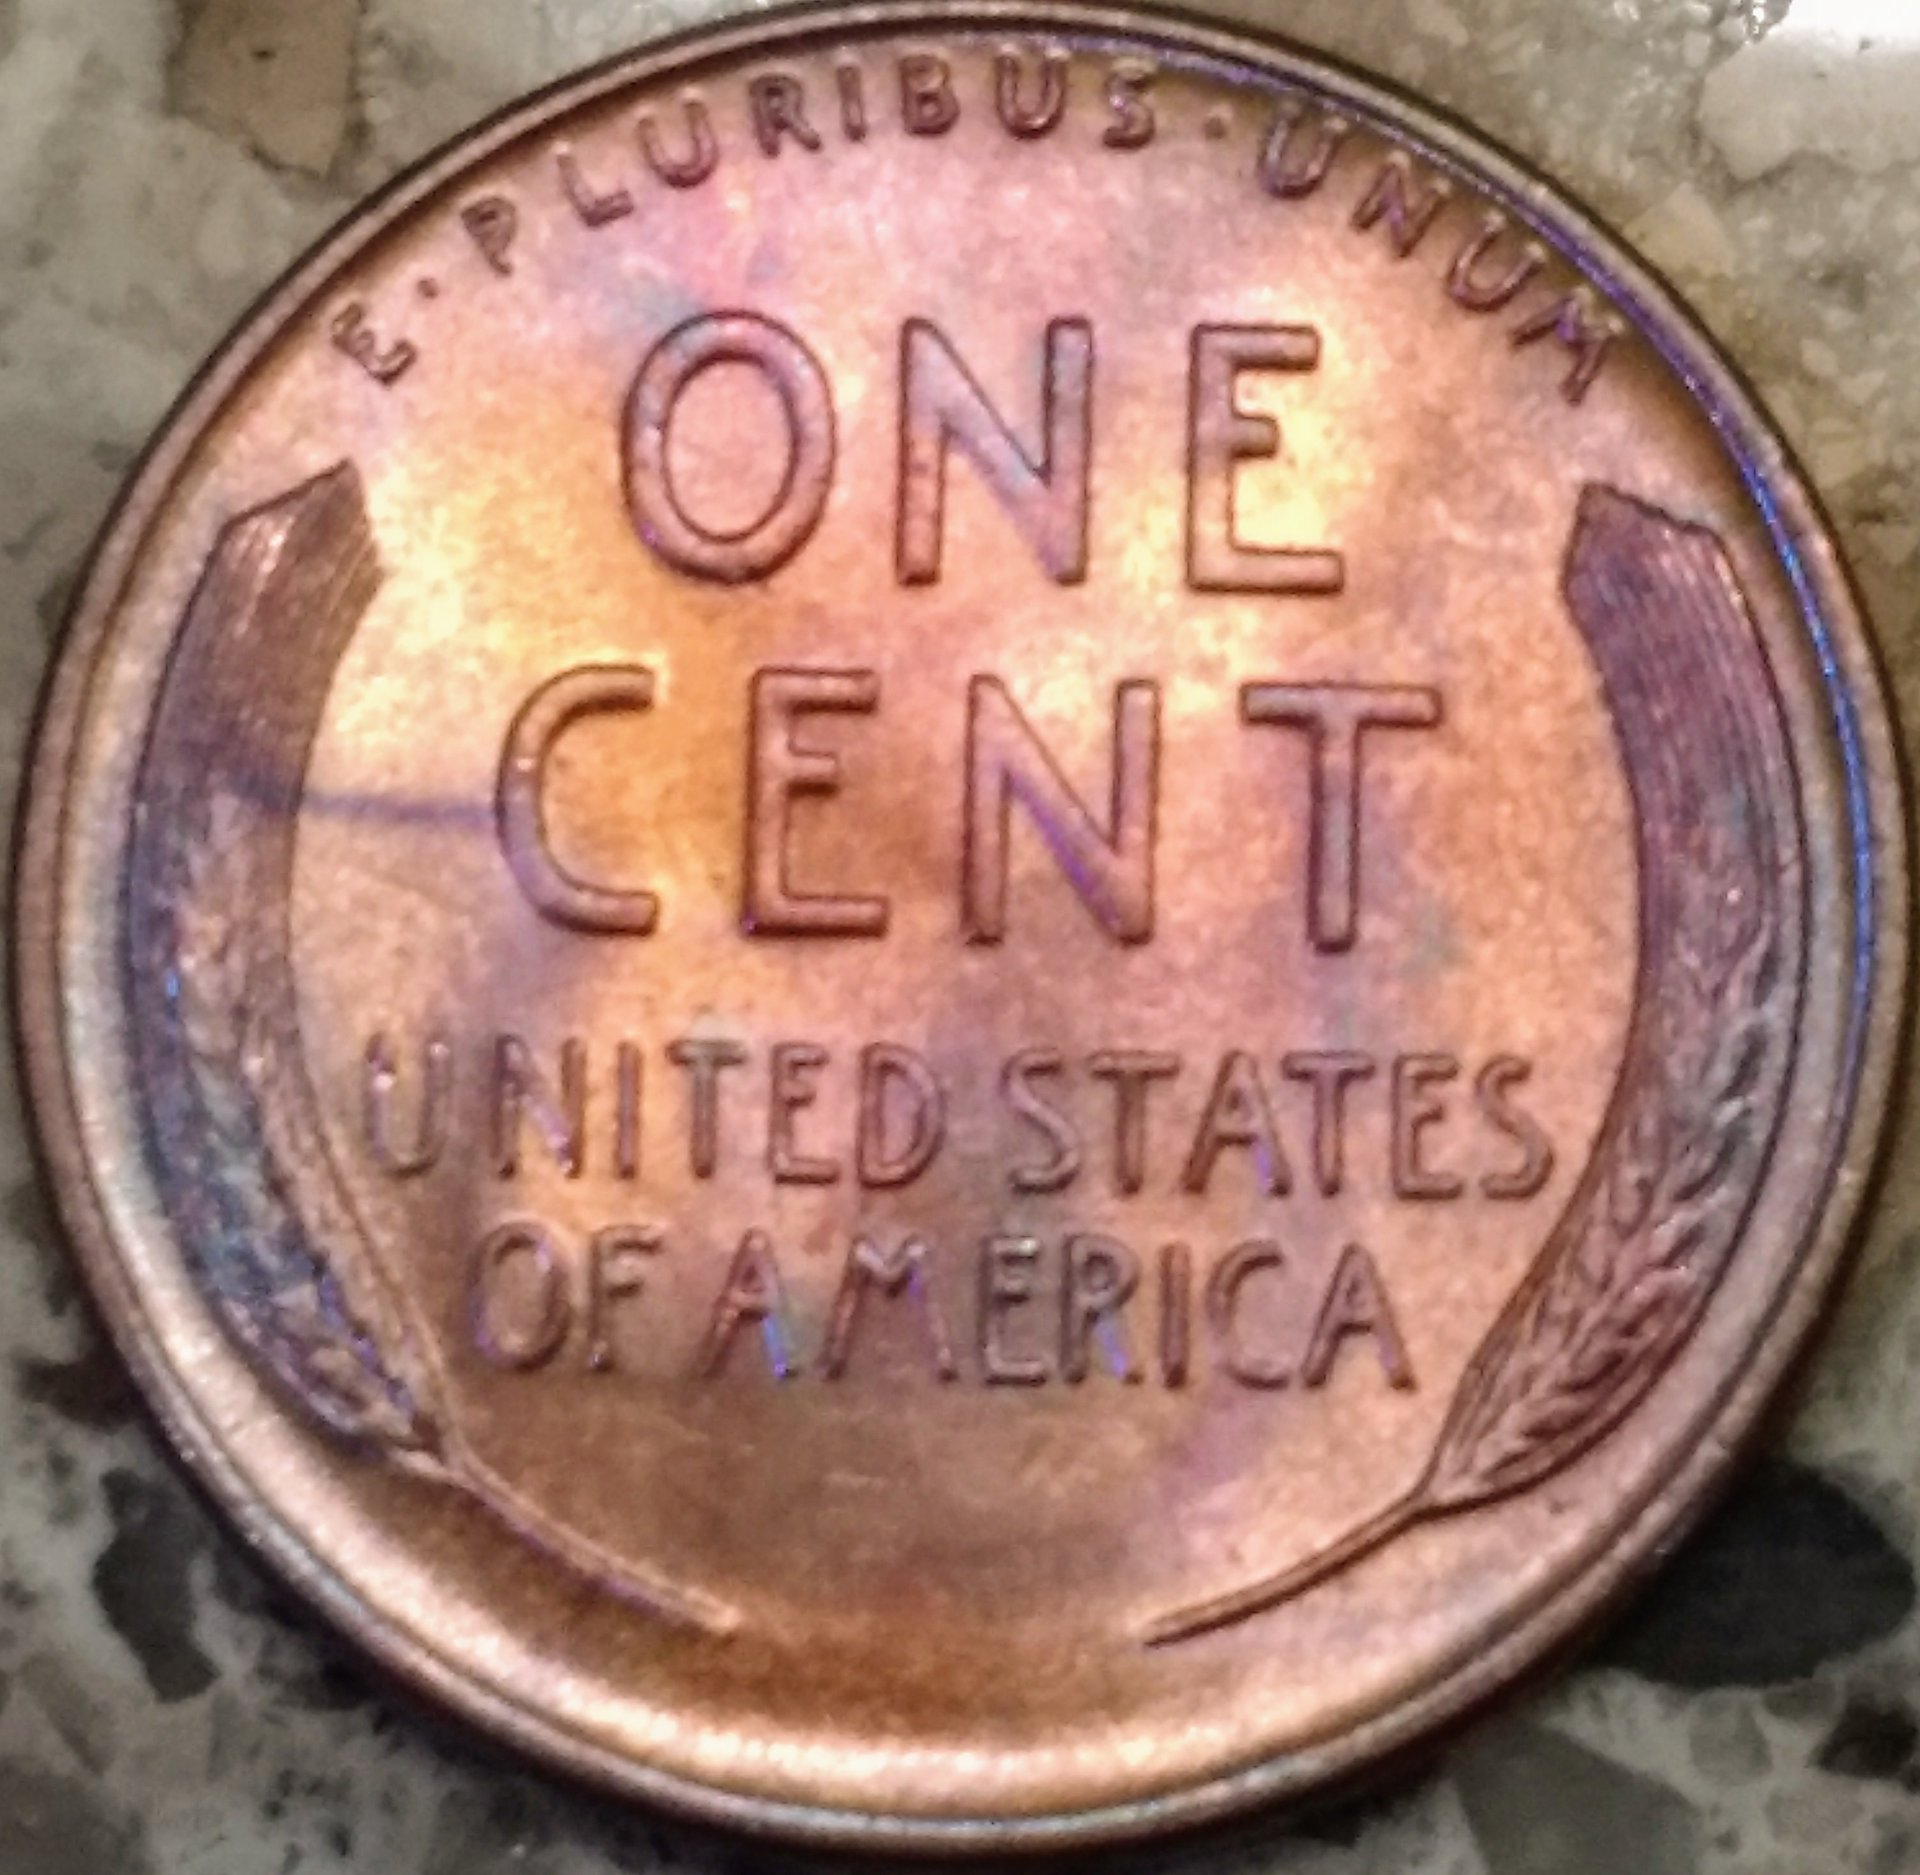 E·PLURIBUS·UNUM
ONE
CENT
UNITED STATES
OF AMERICA